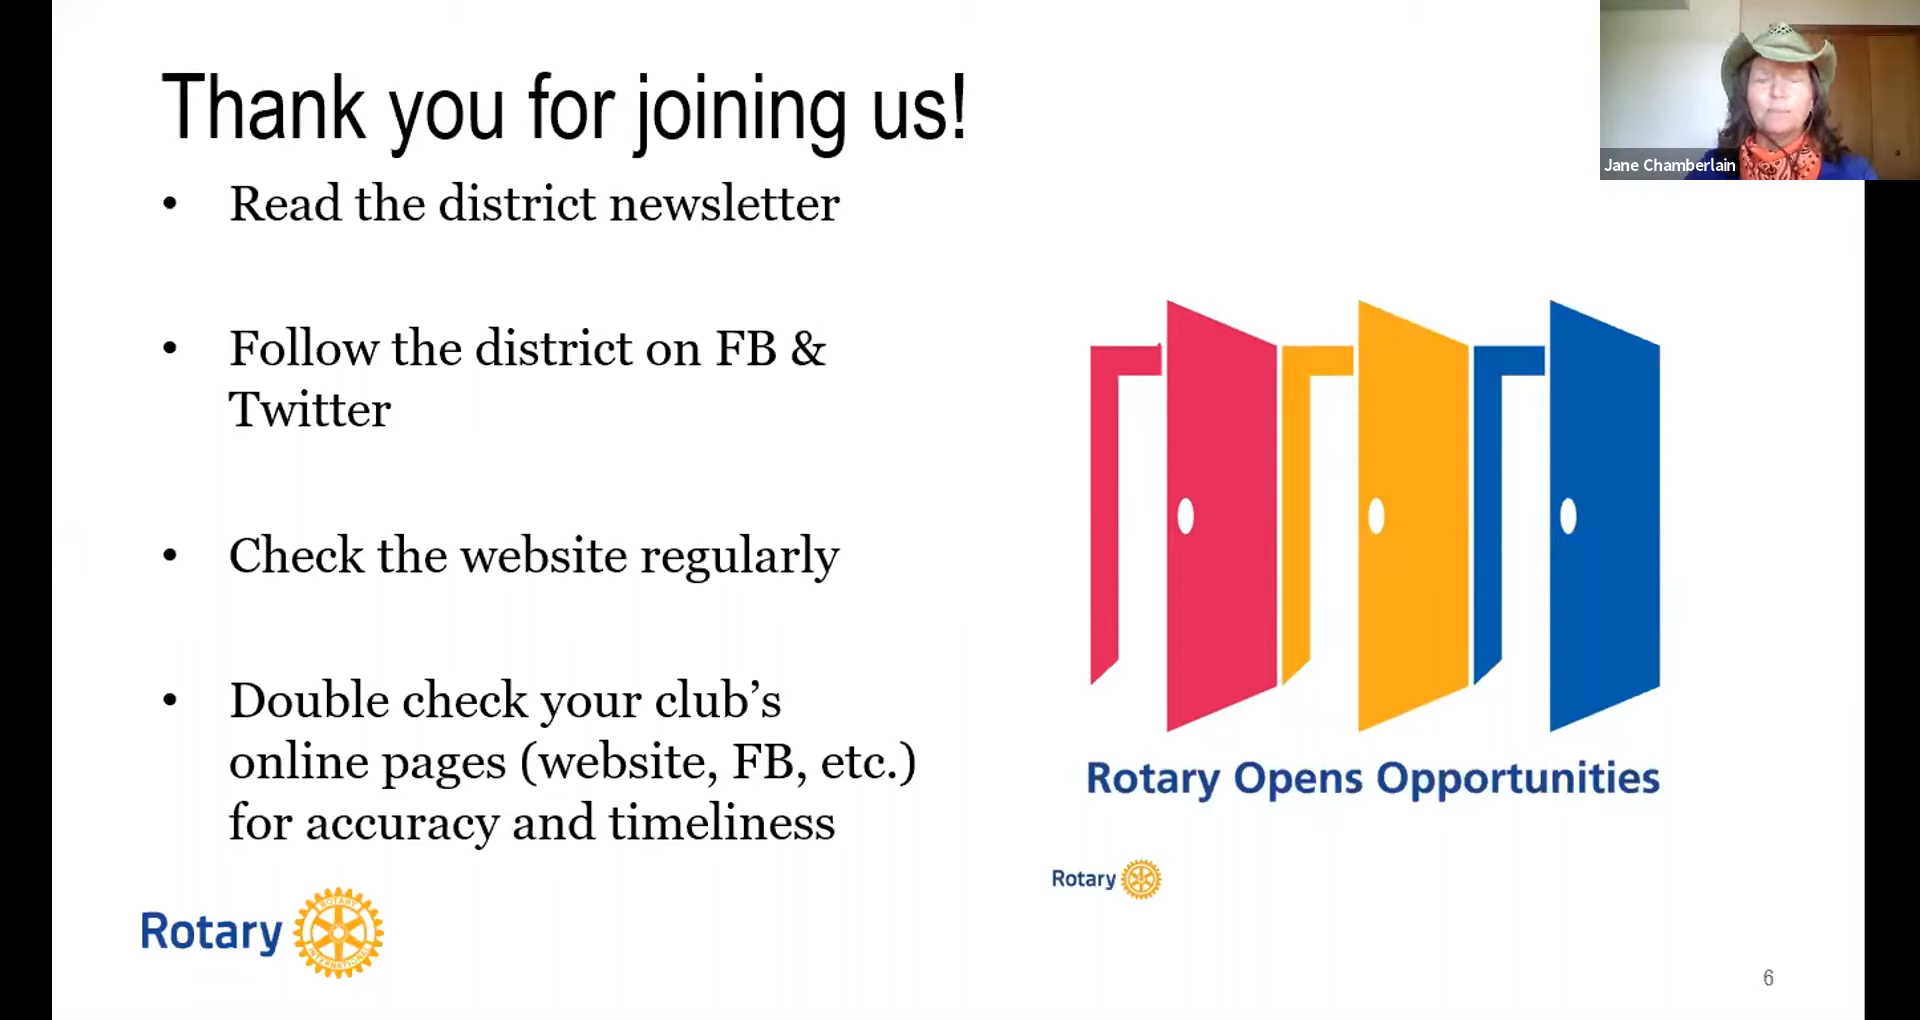 Thank you for joining us!
• Read the district newsletter
• Follow the district on FB &
Twitter
• Check the website regularly
• Double check your club’s
online pages (website, FB, etc.)
for accuracy and timeliness
Rotary
ROTARY
INTERNATIONAL
Jane Chamberlain
Rotary Opens Opportunities
Rotary
6